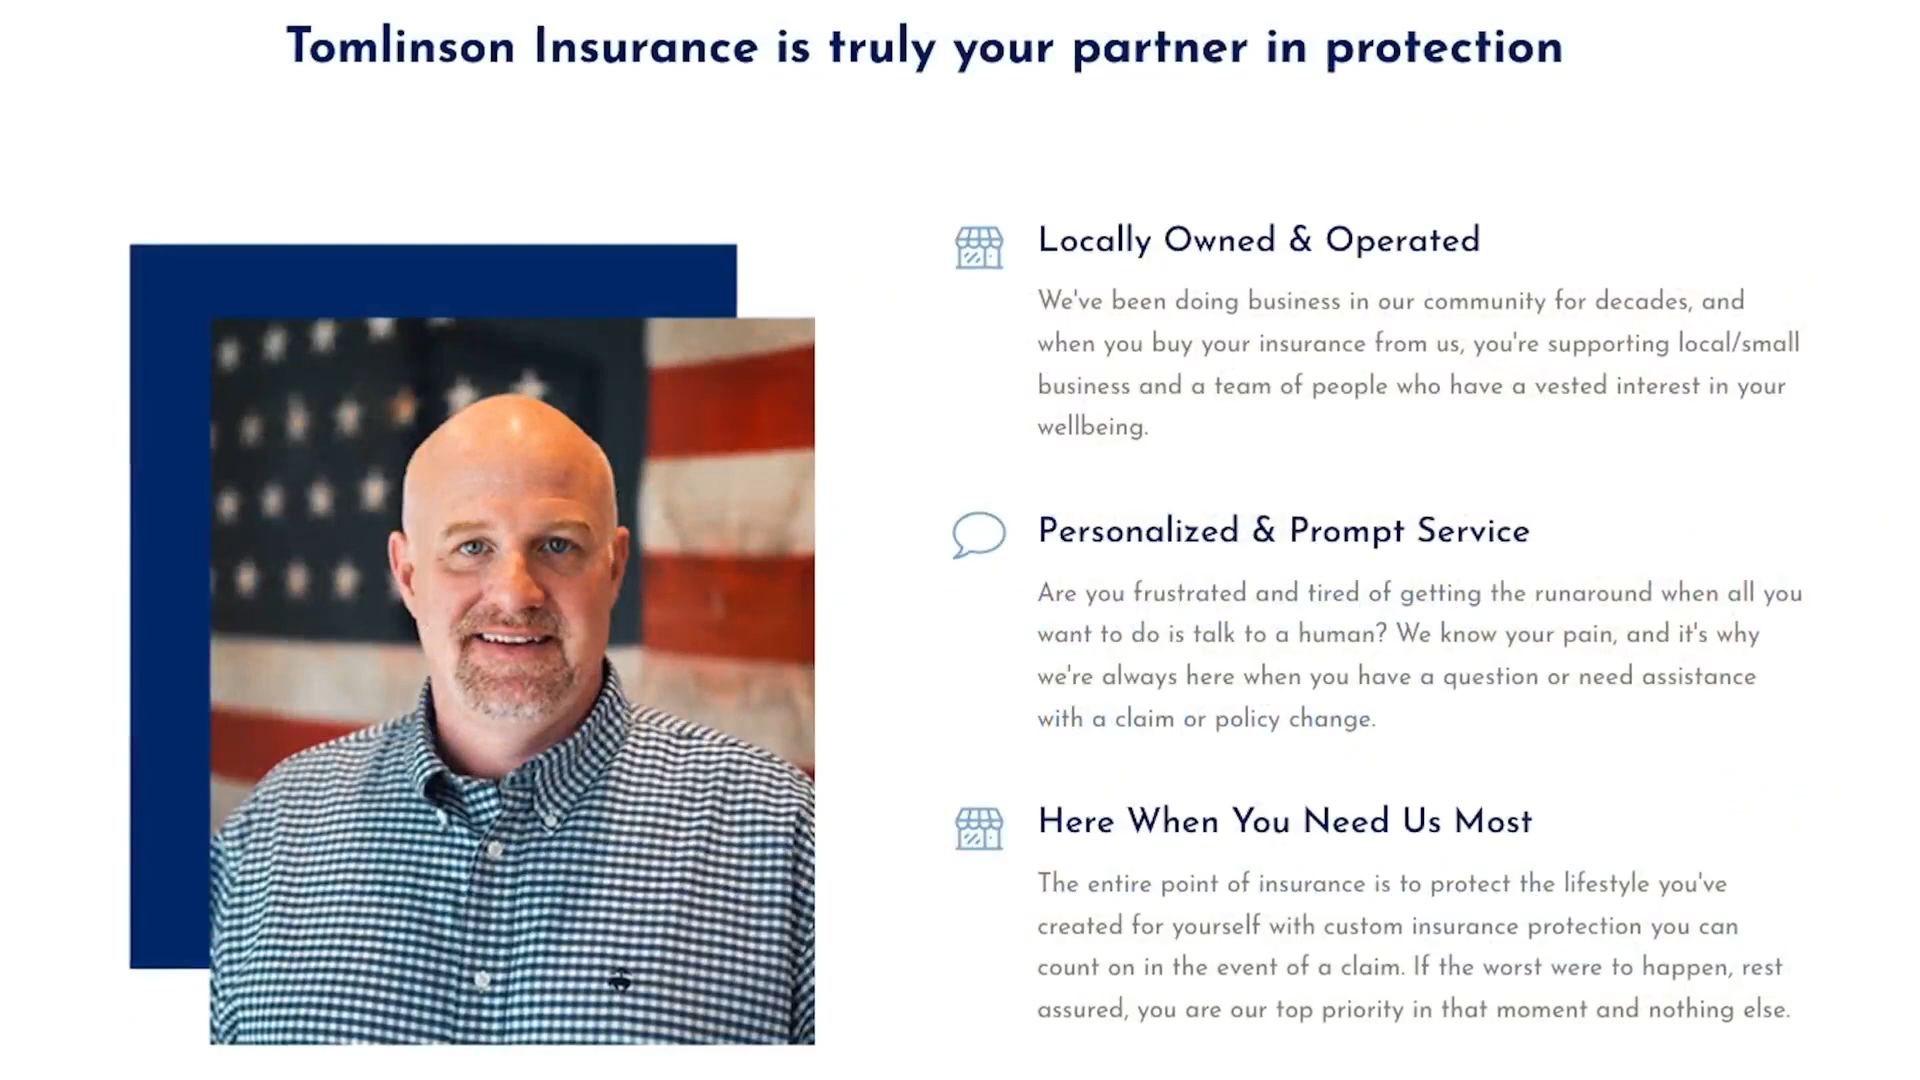 Tomlinson Insurance is truly your partner in protection
Locally Owned & Operated
We've been doing business in our community for decades, and
when you buy your insurance from us, you're supporting local/small
business and a team of people who have a vested interest in your
wellbeing.
Personalized & Prompt Service
Are you frustrated and tired of getting the runaround when all you
want to do is talk to a human? We know your pain, and it's why
we're always here when you have a question or need assistance
with a claim or policy change.
Here When You Need Us Most
The entire point of insurance is to protect the lifestyle you've
created for yourself with custom insurance protection you can
count on in the event of a claim. If the worst were to happen, rest
assured, you are our top priority in that moment and nothing else.